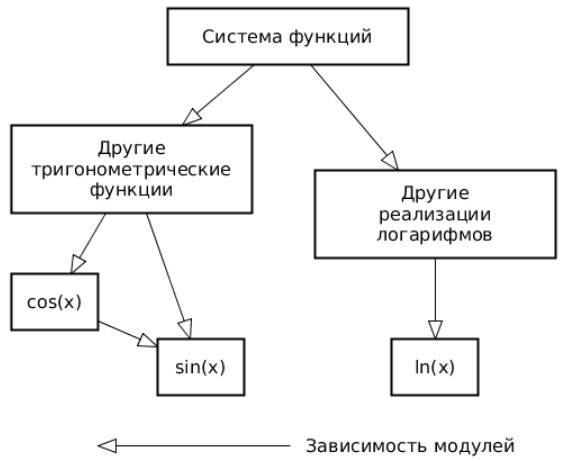 Система функций
Другие
тригонометрические
функции
Другие
реализации
логарифмов
cos(x)
sin(x)
ln(x)
Зависимость модулей